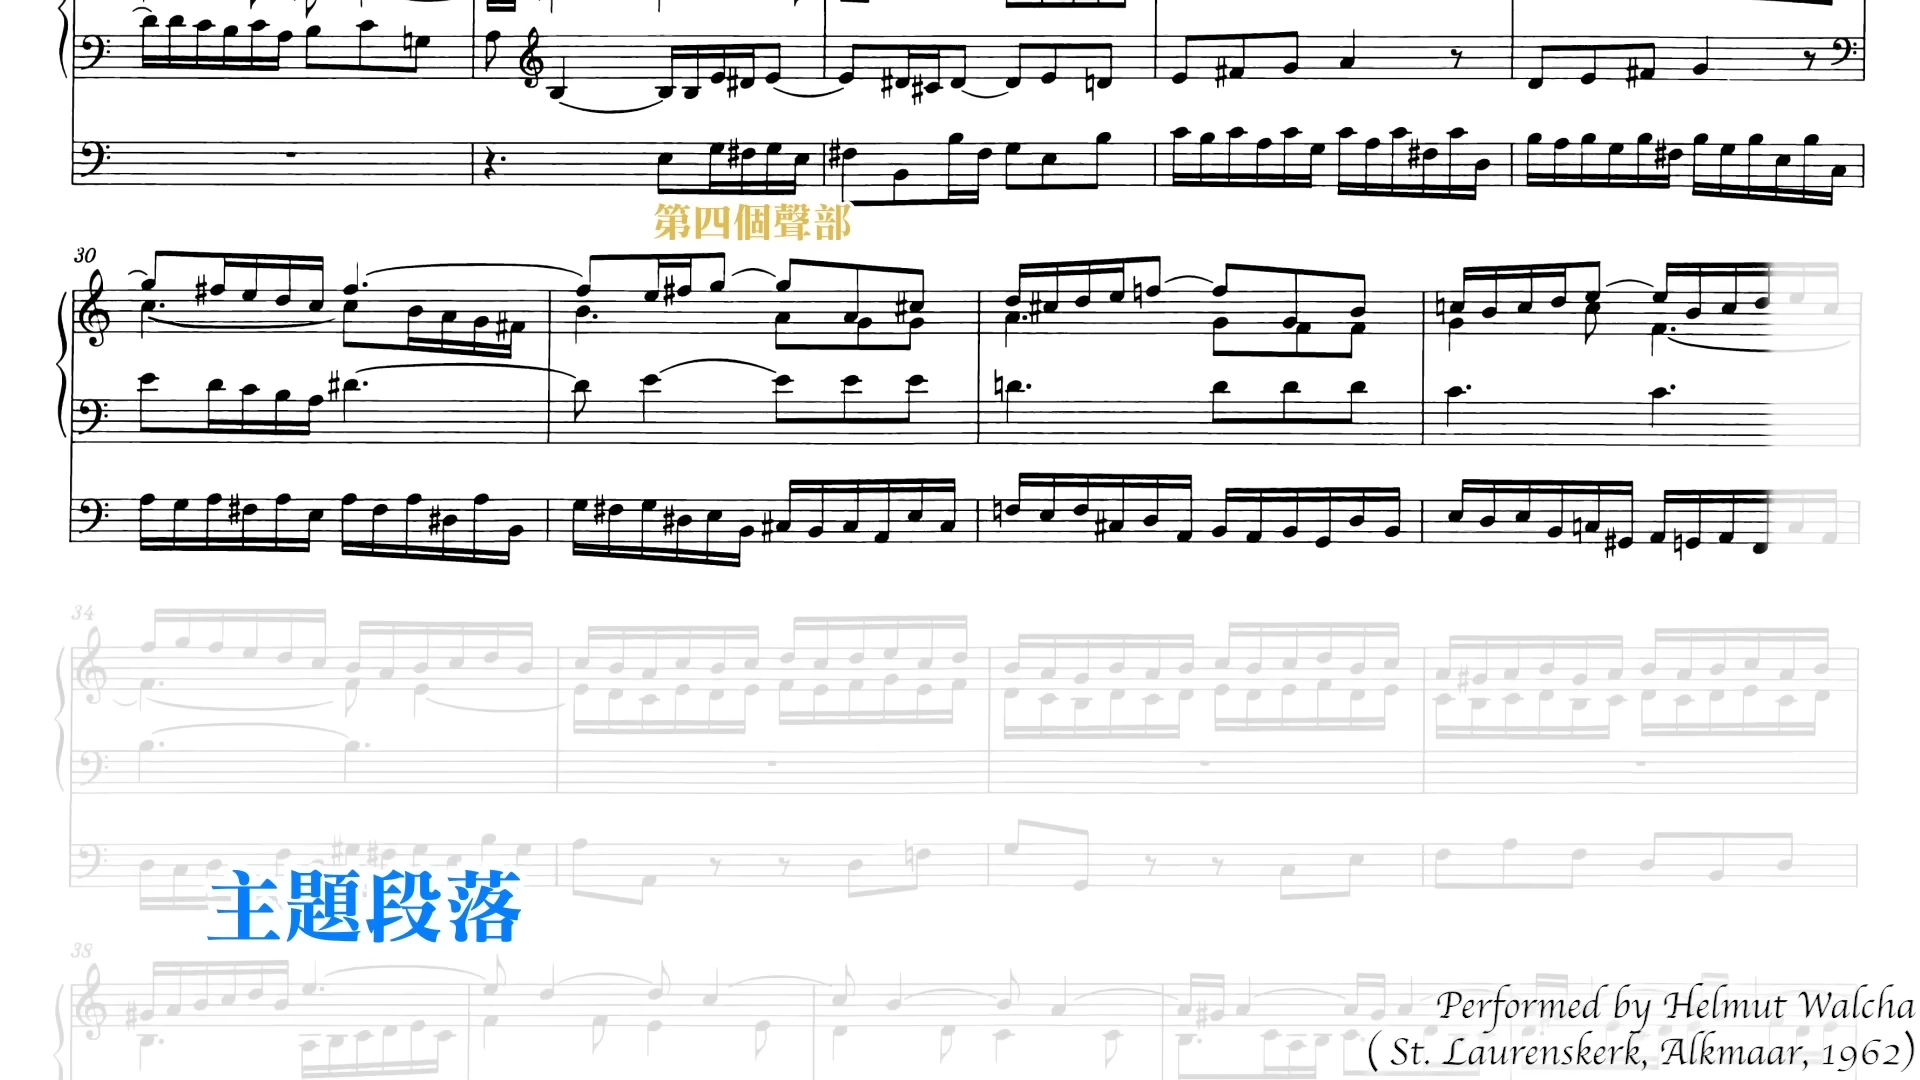 第四個聲部
30
34
主題段落
38
Performed by Helmut Walcha
( St. Laurenskerk, Alkmaar, 1962)